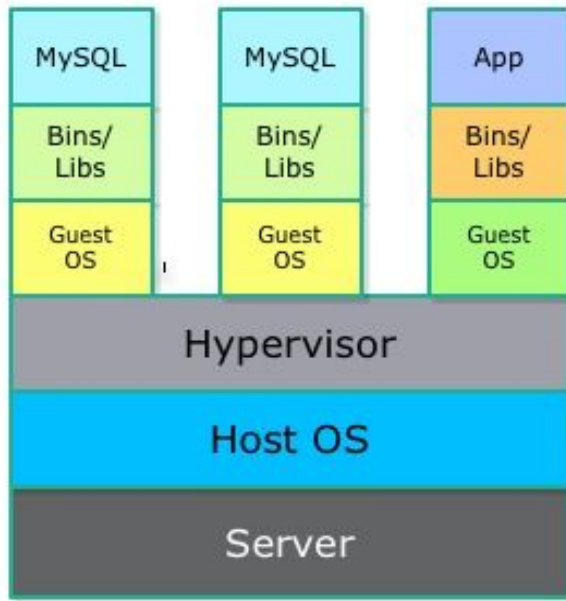 MySQL
MySQL
App
Bins/
Libs
Bins/
Libs
Bins/
Libs
Guest
OS
Guest
OS
Guest
OS
Hypervisor
Host OS
Server